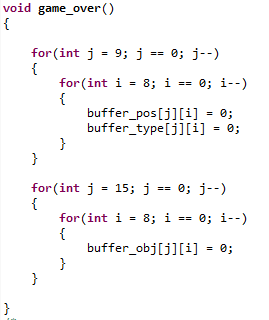 void game_over()
{
for(int j = 9; j == 0; j--)
{
for(int i = 8; i == 0; i--)
{
buffer_pos[j][i] = 0;
buffer_type[j][i] = 0;
}
}
for(int j = 15; j == 0; j--)
{
for(int i = 8; i == 0; i--)
{
buffer_obj[j][i] = 0;
}
}
}